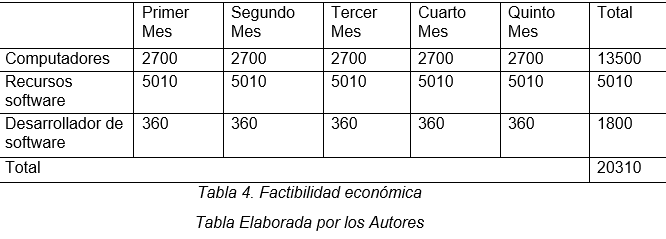 Primer Mes Segundo Mes Tercer Mes Cuarto Mes Quinto Mes Total
Computadores 2700 2700 2700 2700 2700 13500
Recursos software 5010 5010 5010 5010 5010 5010
Desarrollador de software 360 360 360 360 360 1800
Total 20310
Tabla 4. Factibilidad económica
Tabla Elaborada por los Autores